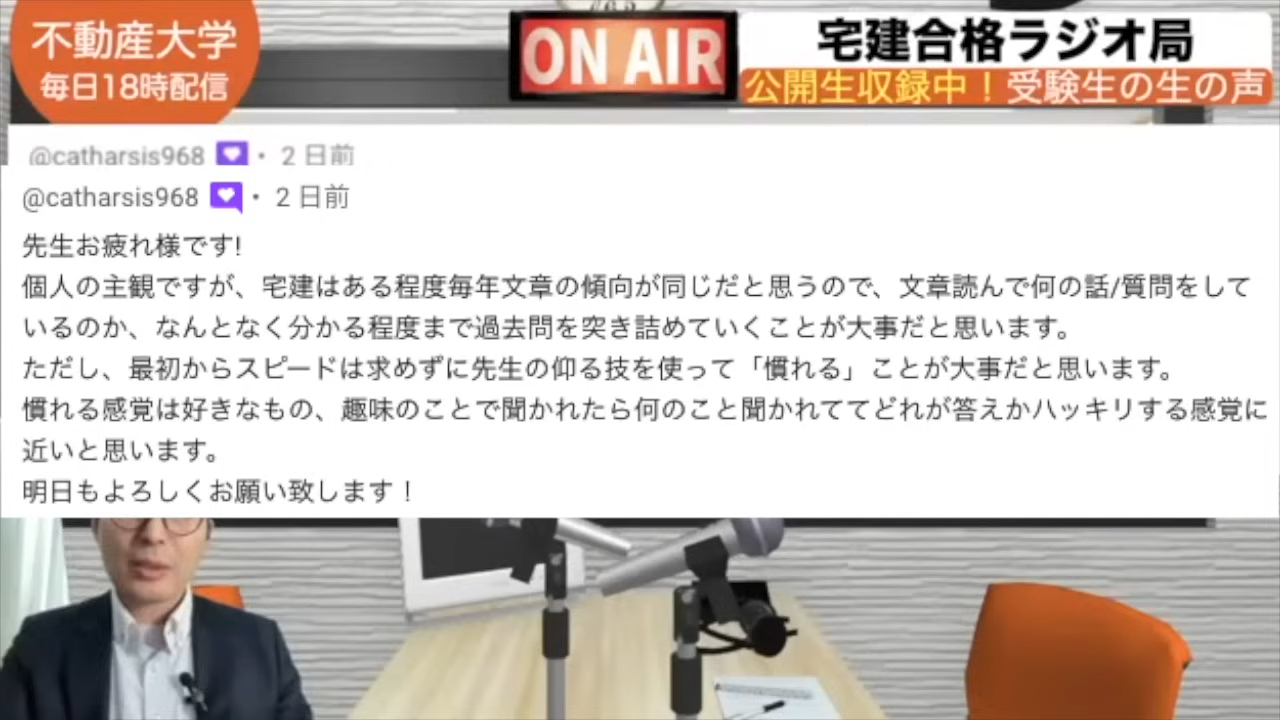 不動産大学
毎日18時配信
ON AIR
宅建合格ラジオ局
公開生収録中！受験生の生の声
@catharsis968 ・ 2 日前
@catharsis968 ・ 2 日前
先生お疲れ様です!
個人の主観ですが、宅建はある程度毎年文章の傾向が同じだと思うので、文章読んで何の話/質問をして
いるのか、なんとなく分かる程度まで過去問を突き詰めていくことが大事だと思います。
ただし、最初からスピードは求めずに先生の仰る技を使って「慣れる」ことが大事だと思います。
慣れる感覚は好きなもの、趣味のことで聞かれたら何のこと聞かれててどれが答えかハッキリする感覚に
近いと思います。
明日もよろしくお願い致します！